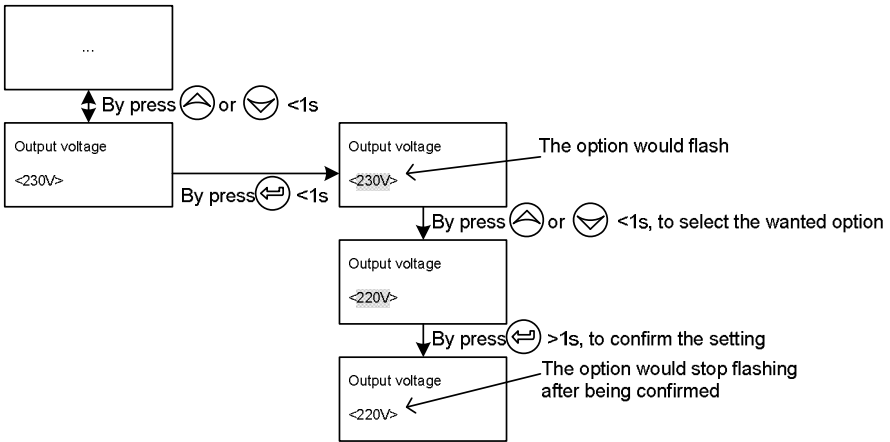 ...
By press or <1s
Output voltage
<230V>
By press <1s
Output voltage
<230V>
The option would flash
By press or <1s, to select the wanted option
Output voltage
<220V>
By press >1s, to confirm the setting
Output voltage
<220V>
The option would stop flashing
after being confirmed